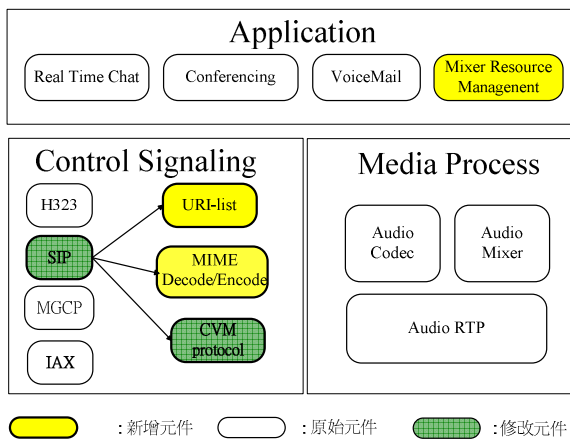 Application
Real Time Chat
Conferencing
VoiceMail
Mixer Resource
Management
Control Signaling
H323
SIP
MGCP
IAX
URI-list
MIME
Decode/Encode
CVM
protocol
Media Process
Audio
Codec
Audio
Mixer
Audio RTP
:新增元件
:原始元件
:修改元件